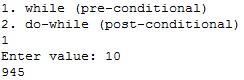 1. while (pre-conditional)
2. do-while (post-conditional)
1
Enter value: 10
945